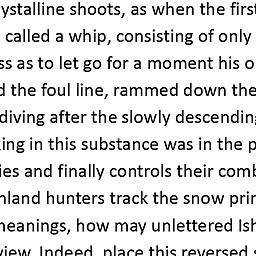 ystalline shoots, as when the first
called a whip, consisting of only
ss as to let go for a moment his o
d the foul line, rammed down the
diving after the slowly descendin
ing in this substance was in the p
ies and finally controls their comb
nland hunters track the snow prin
meanings, how may unlettered Ish
view. Indeed, place this reversed s